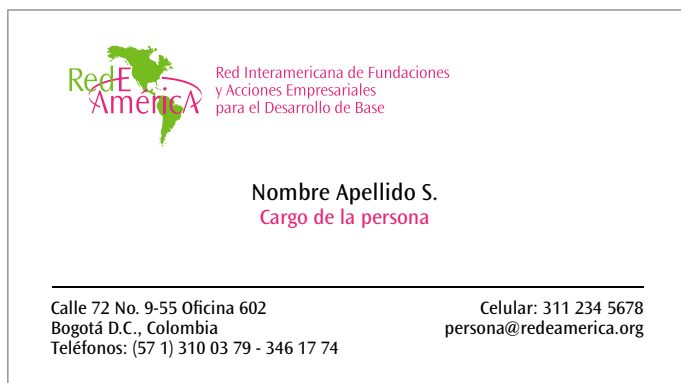 RedE
América
Red Interamericana de Fundaciones
y Acciones Empresariales
para el Desarrollo de Base
Nombre Apellido S.
Cargo de la persona
Calle 72 No. 9-55 Oficina 602
Bogotá D.C., Colombia
Teléfonos: (57 1) 310 03 79 - 346 17 74
Celular: 311 234 5678
persona@redeamerica.org